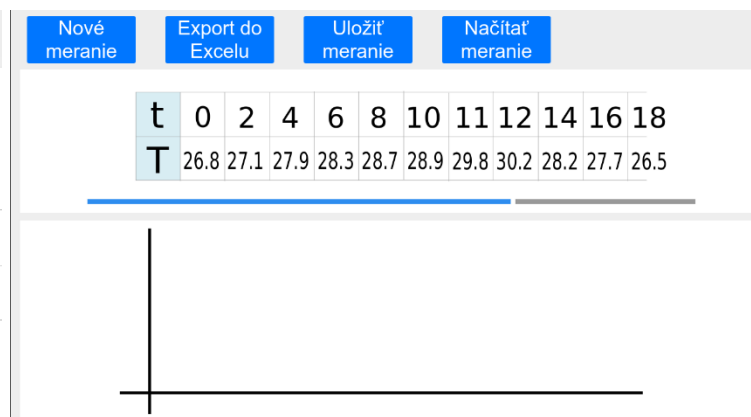 Nové meranie
Export do Excelu
Uložiť meranie
Načítať meranie
t 0 2 4 6 8 10 11 12 14 16 18
T 26.8 27.1 27.9 28.3 28.7 28.9 29.8 30.2 28.2 27.7 26.5